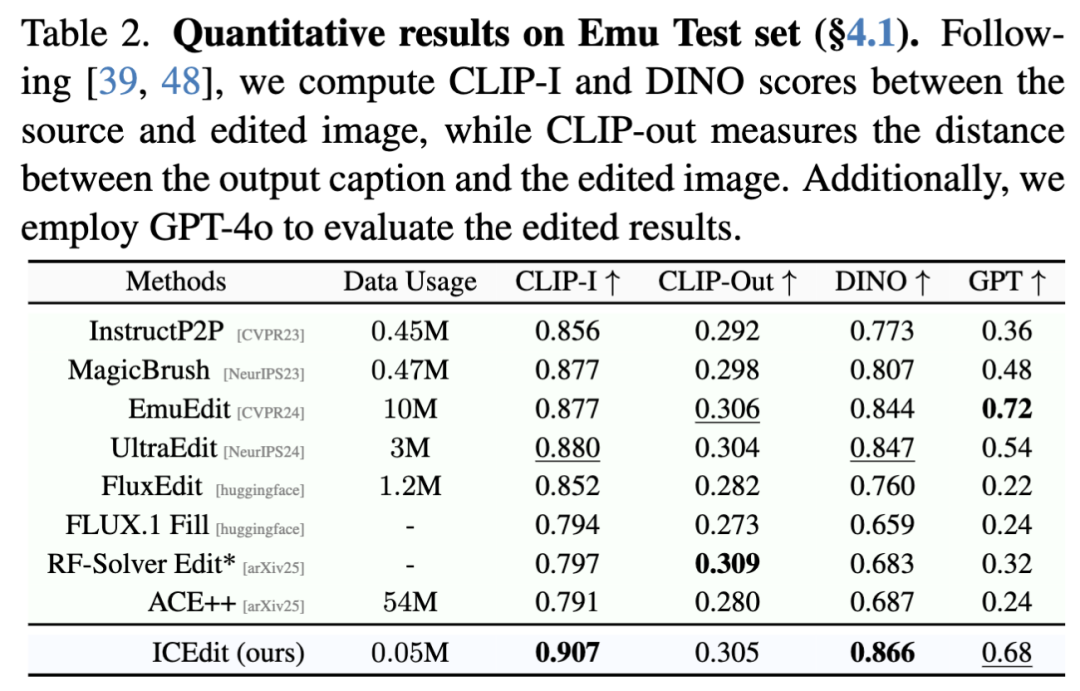 Table 2. Quantitative results on Emu Test set (§4.1). Follow-
ing [39, 48], we compute CLIP-I and DINO scores between the
source and edited image, while CLIP-out measures the distance
between the output caption and the edited image. Additionally, we
employ GPT-4o to evaluate the edited results.
Methods Data Usage CLIP-I ↑ CLIP-Out ↑ DINO ↑ GPT ↑
InstructP2P [CVPR23] 0.45M 0.856 0.292 0.773 0.36
MagicBrush [NeurIPS23] 0.47M 0.877 0.298 0.807 0.48
EmuEdit [CVPR24] 10M 0.877 0.306 0.844 0.72
UltraEdit [NeurIPS24] 3M 0.880 0.304 0.847 0.54
FluxEdit [huggingface] 1.2M 0.852 0.282 0.760 0.22
FLUX.1 Fill [huggingface] - 0.794 0.273 0.659 0.24
RF-Solver Edit* [arXiv25] - 0.797 0.309 0.683 0.32
ACE++ [arXiv25] 54M 0.791 0.280 0.687 0.24
ICEdit (ours) 0.05M 0.907 0.305 0.866 0.68